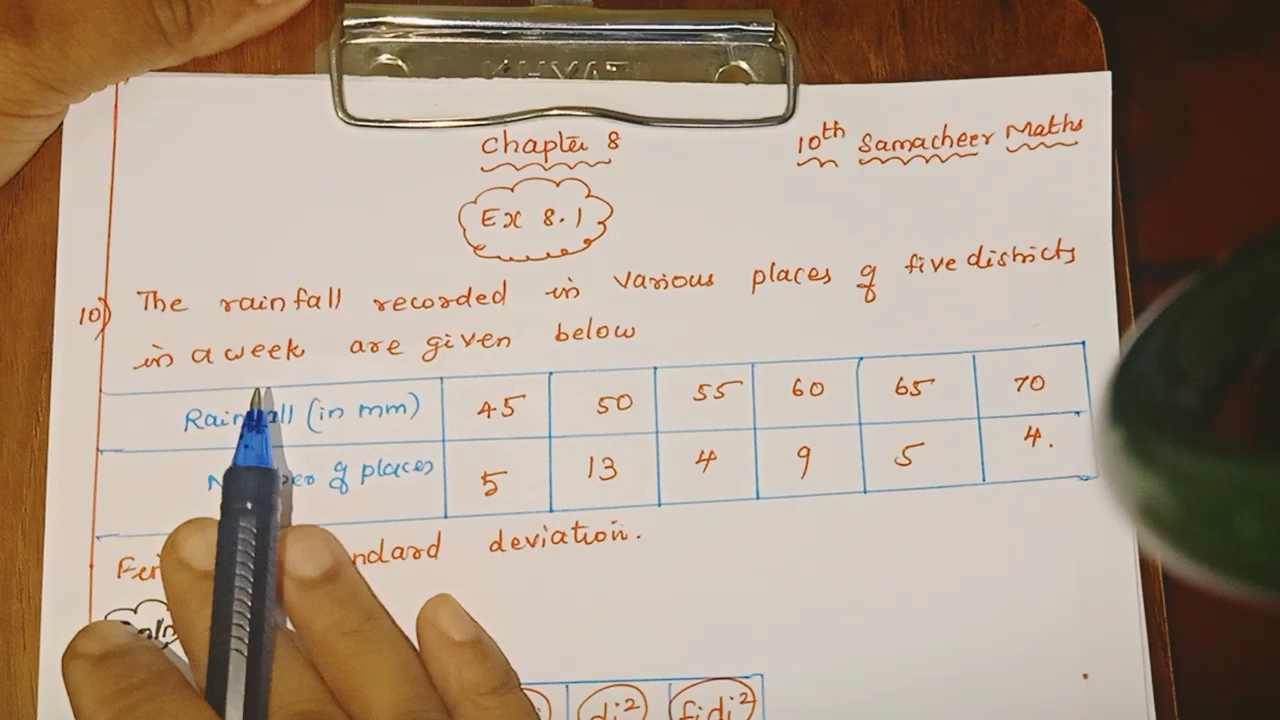 Chapter 8
10th Samacheer Maths
Ex 8.1
10) The rainfall recorded in various places of five districts
in a week are given below
Rainfall (in mm) 45 50 55 60 65 70
of places 5 13 4 9 5 4.
deviation.
Soln
di² fidi²